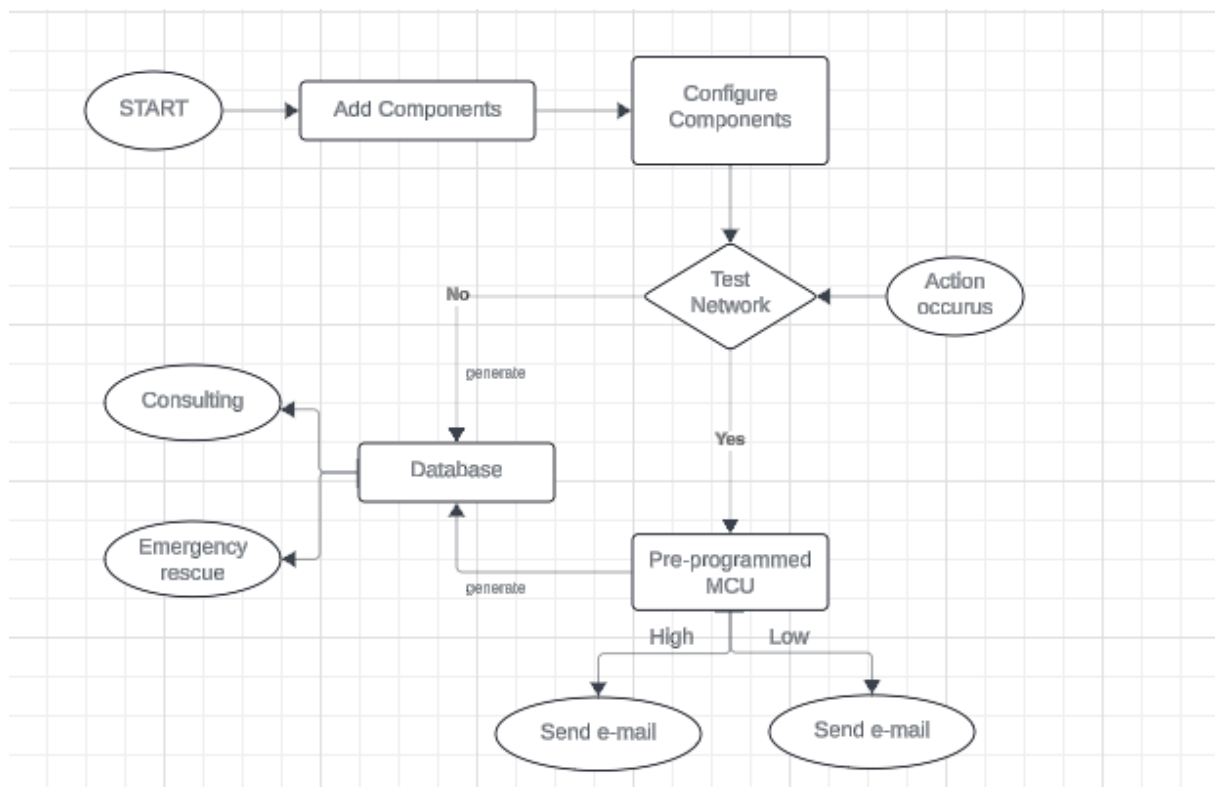 START
Add Components
Configure
Components
Test
Network
Action
occurus
No
generate
Consulting
Yes
Database
Emergency
rescue
Pre-programmed
MCU
generate
High
Low
Send e-mail
Send e-mail